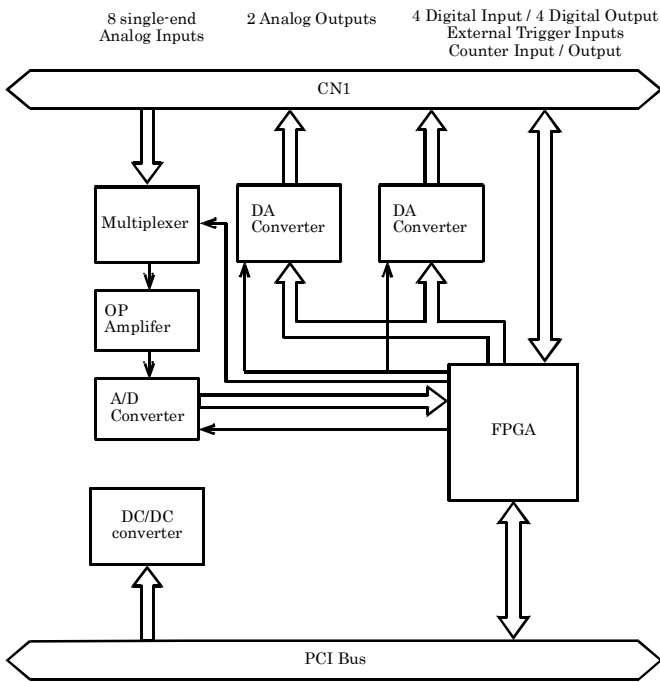 8 single-end
Analog Inputs
2 Analog Outputs
4 Digital Input / 4 Digital Output
External Trigger Inputs
Counter Input / Output
CN1
Multiplexer
DA
Converter
DA
Converter
OP
Amplifer
A/D
Converter
FPGA
DC/DC
converter
PCI Bus